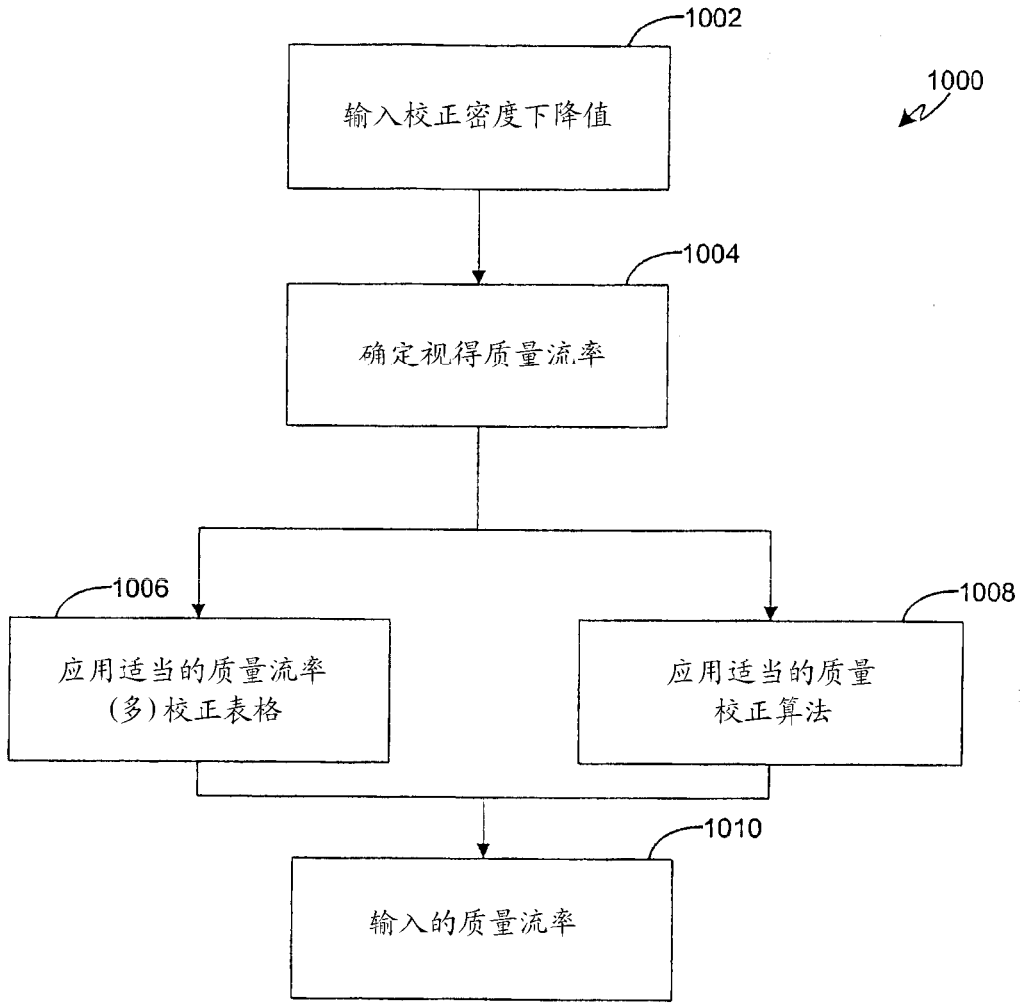 1002
1000
输入校正密度下降值
1004
确定视得质量流率
1006
1008
应用适当的质量流率
(多)校正表格
应用适当的质量
校正算法
1010
输入的质量流率